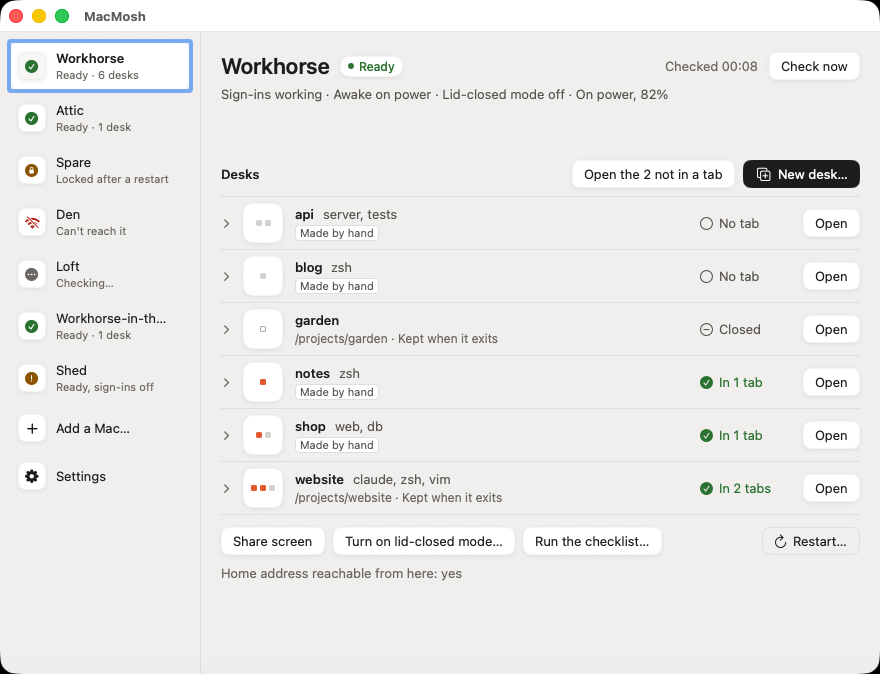 MacMosh
Workhorse
Ready · 6 desks
Attic
Ready · 1 desk
Spare
Locked after a restart
Den
Can't reach it
Loft
Checking…
Workhorse-in-th…
Ready · 1 desk
Shed
Ready, sign-ins off
Add a Mac…
Settings
Workhorse
Ready
Checked 00:08
Check now
Sign-ins working · Awake on power · Lid-closed mode off · On power, 82%
Desks
Open the 2 not in a tab
New desk…
api server, tests
Made by hand
No tab
Open
blog zsh
Made by hand
No tab
Open
garden
/projects/garden · Kept when it exits
Closed
Open
notes zsh
Made by hand
In 1 tab
Open
shop web, db
Made by hand
In 1 tab
Open
website claude, zsh, vim
/projects/website · Kept when it exits
In 2 tabs
Open
Share screen
Turn on lid-closed mode…
Run the checklist…
Restart…
Home address reachable from here: yes